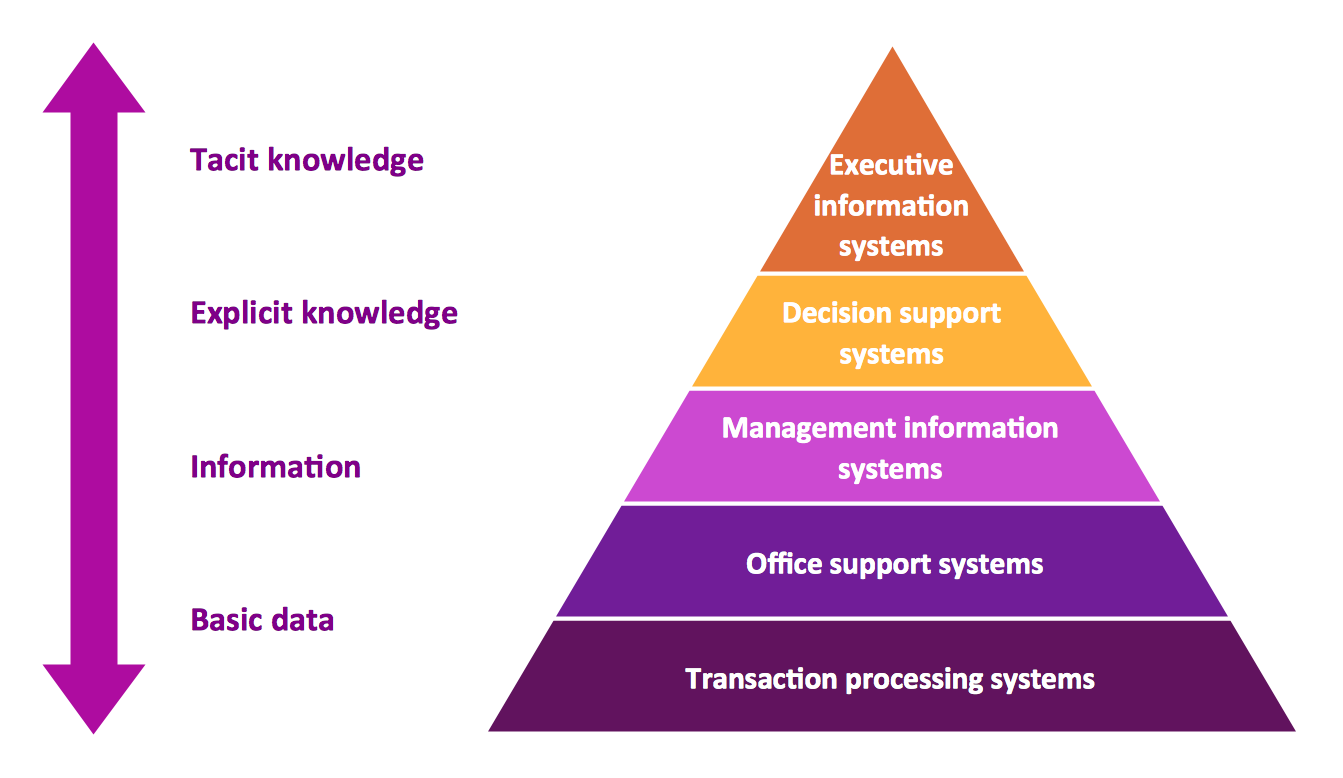 Tacit knowledge
Explicit knowledge
Information
Basic data
Executive
information
systems
Decision support
systems
Management information
systems
Office support systems
Transaction processing systems